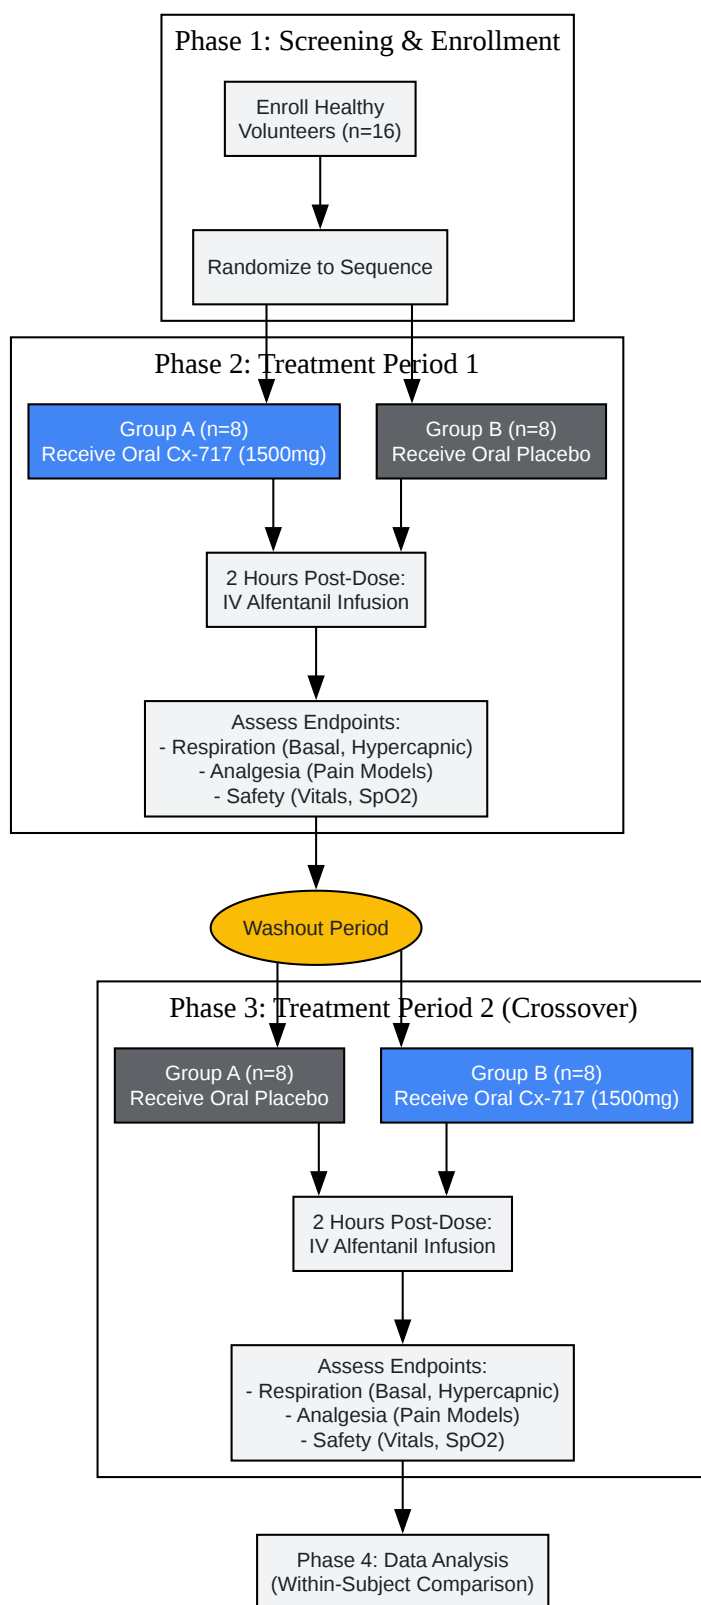 Phase 1: Screening & Enrollment
Enroll Healthy
Volunteers (n=16)
Randomize to Sequence
Phase 2: Treatment Period 1
Group A (n=8)
Receive Oral Cx-717 (1500mg)
Group B (n=8)
Receive Oral Placebo
2 Hours Post-Dose:
IV Alfentanil Infusion
Assess Endpoints:
- Respiration (Basal, Hypercapnic)
- Analgesia (Pain Models)
- Safety (Vitals, SpO2)
Washout Period
Phase 3: Treatment Period 2 (Crossover)
Group A (n=8)
Receive Oral Placebo
Group B (n=8)
Receive Oral Cx-717 (1500mg)
2 Hours Post-Dose:
IV Alfentanil Infusion
Assess Endpoints:
- Respiration (Basal, Hypercapnic)
- Analgesia (Pain Models)
- Safety (Vitals, SpO2)
Phase 4: Data Analysis
(Within-Subject Comparison)